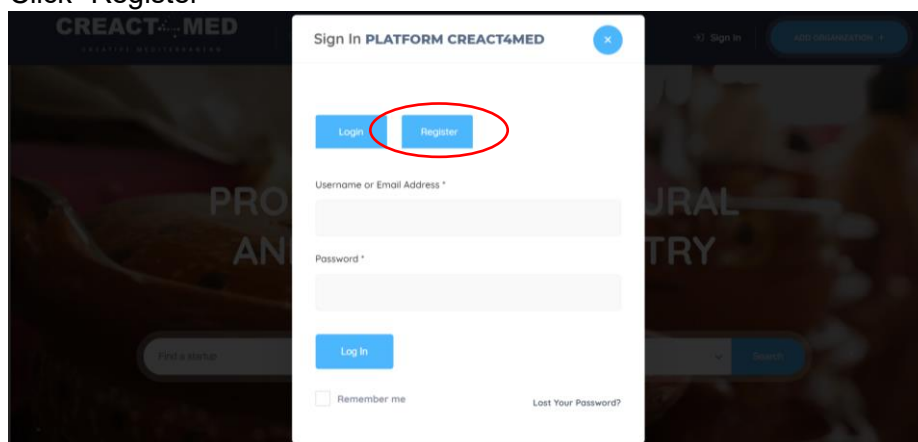 Click "Register"
CREACT4MED
CREATIVE MEDITERRANEAN
Sign In PLATFORM CREACT4MED
×
Sign In
ADD ORGANISATION +
Login
Register
Username or Email Address *
PRO
URAL
AN
TRY
Password *
Find a startup
Log In
Search
Remember me
Lost Your Password?